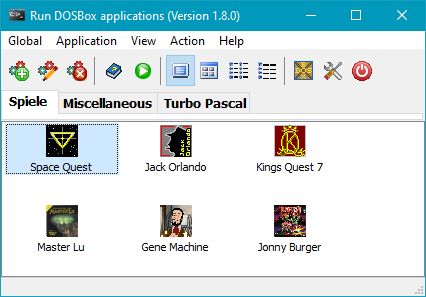 Run DOSBox applications (Version 1.8.0)
Global Application View Action Help
DOS
Spiele Miscellaneous Turbo Pascal
Space Quest Jack Orlando Kings Quest 7
Master Lu Gene Machine Jonny Burger